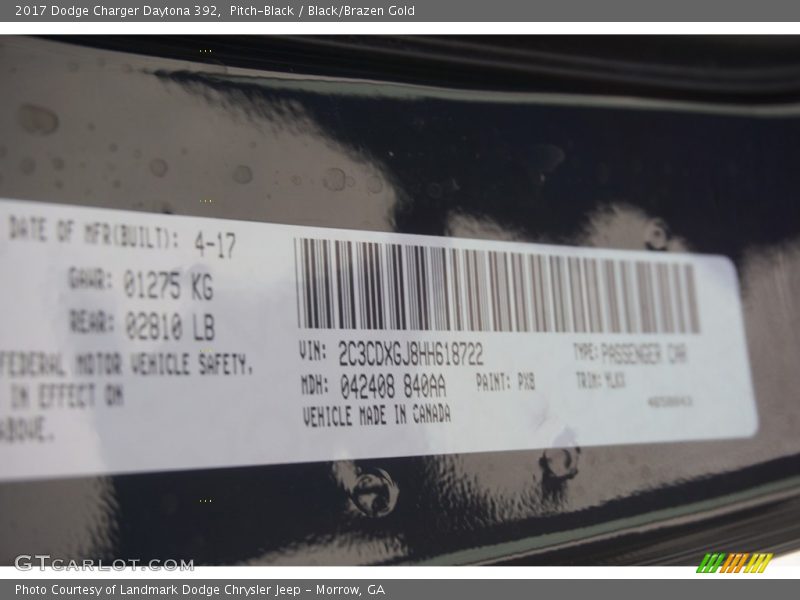 2017 Dodge Charger Daytona 392,  Pitch-Black / Black/Brazen Gold
DATE OF MFR(BUILT): 4-17
GAWR: 01275 KG
REAR: 02810 LB
FEDERAL MOTOR VEHICLE SAFETY.
IN EFFECT ON
ABOVE.
VIN: 2C3CDXGJ8HH618722 TYPE: PASSENGER CAR
MDH: 042408 840AA PAINT: PX8 TRIM: YLXX
VEHICLE MADE IN CANADA
GTcarlot.com
Photo Courtesy of Landmark Dodge Chrysler Jeep – Morrow, GA